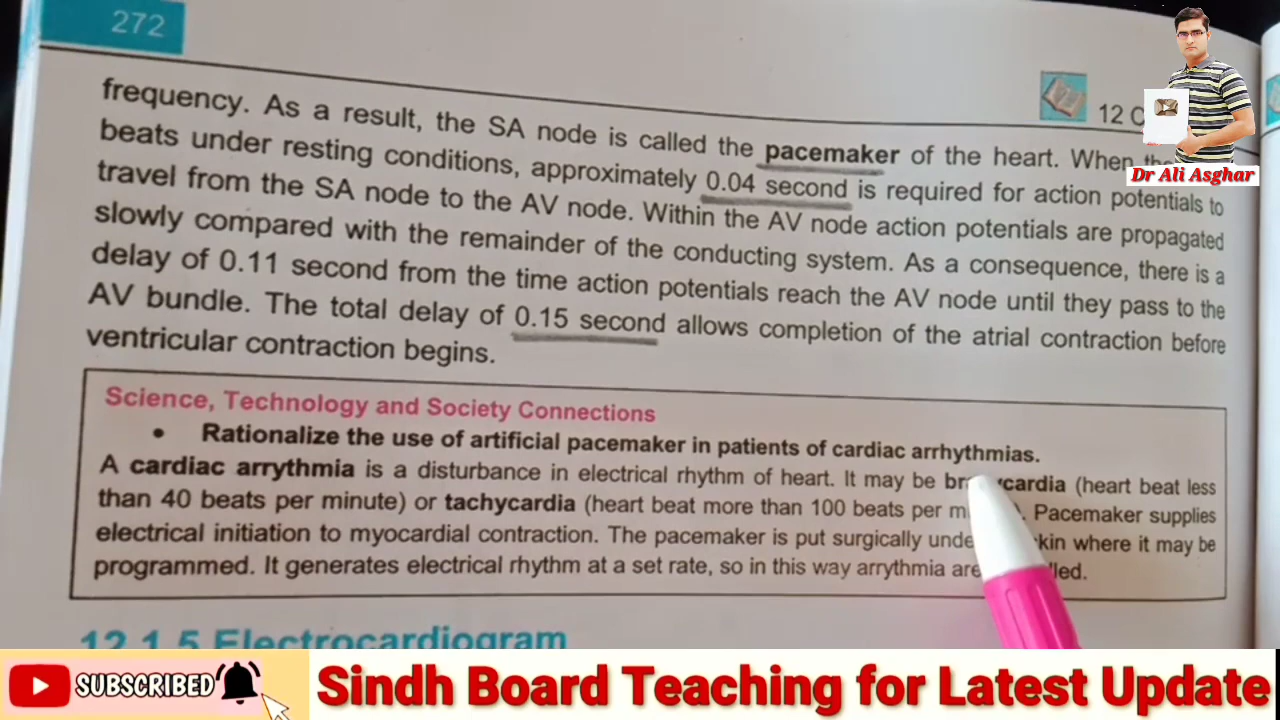 272
12 C
frequency. As a result, the SA node is called the pacemaker of the heart. When the
beats under resting conditions, approximately 0.04 second is required for action potentials to
travel from the SA node to the AV node. Within the AV node action potentials are propagated
slowly compared with the remainder of the conducting system. As a consequence, there is a
delay of 0.11 second from the time action potentials reach the AV node until they pass to the
AV bundle. The total delay of 0.15 second allows completion of the atrial contraction before
ventricular contraction begins.
Science, Technology and Society Connections
• Rationalize the use of artificial pacemaker in patients of cardiac arrhythmias.
A cardiac arrythmia is a disturbance in electrical rhythm of heart. It may be (heart beat less
than 40 beats per minute) or tachycardia (heart beat more than 100 beats per Pacemaker supplies
electrical initiation to myocardial contraction. The pacemaker is put surgically where it may be
programmed. It generates electrical rhythm at a set rate, so in this way arrythmia are
12.1.5 Electrocardiogram
Dr Ali Asghar
SUBSCRIBED
Sindh Board Teaching for Latest Update